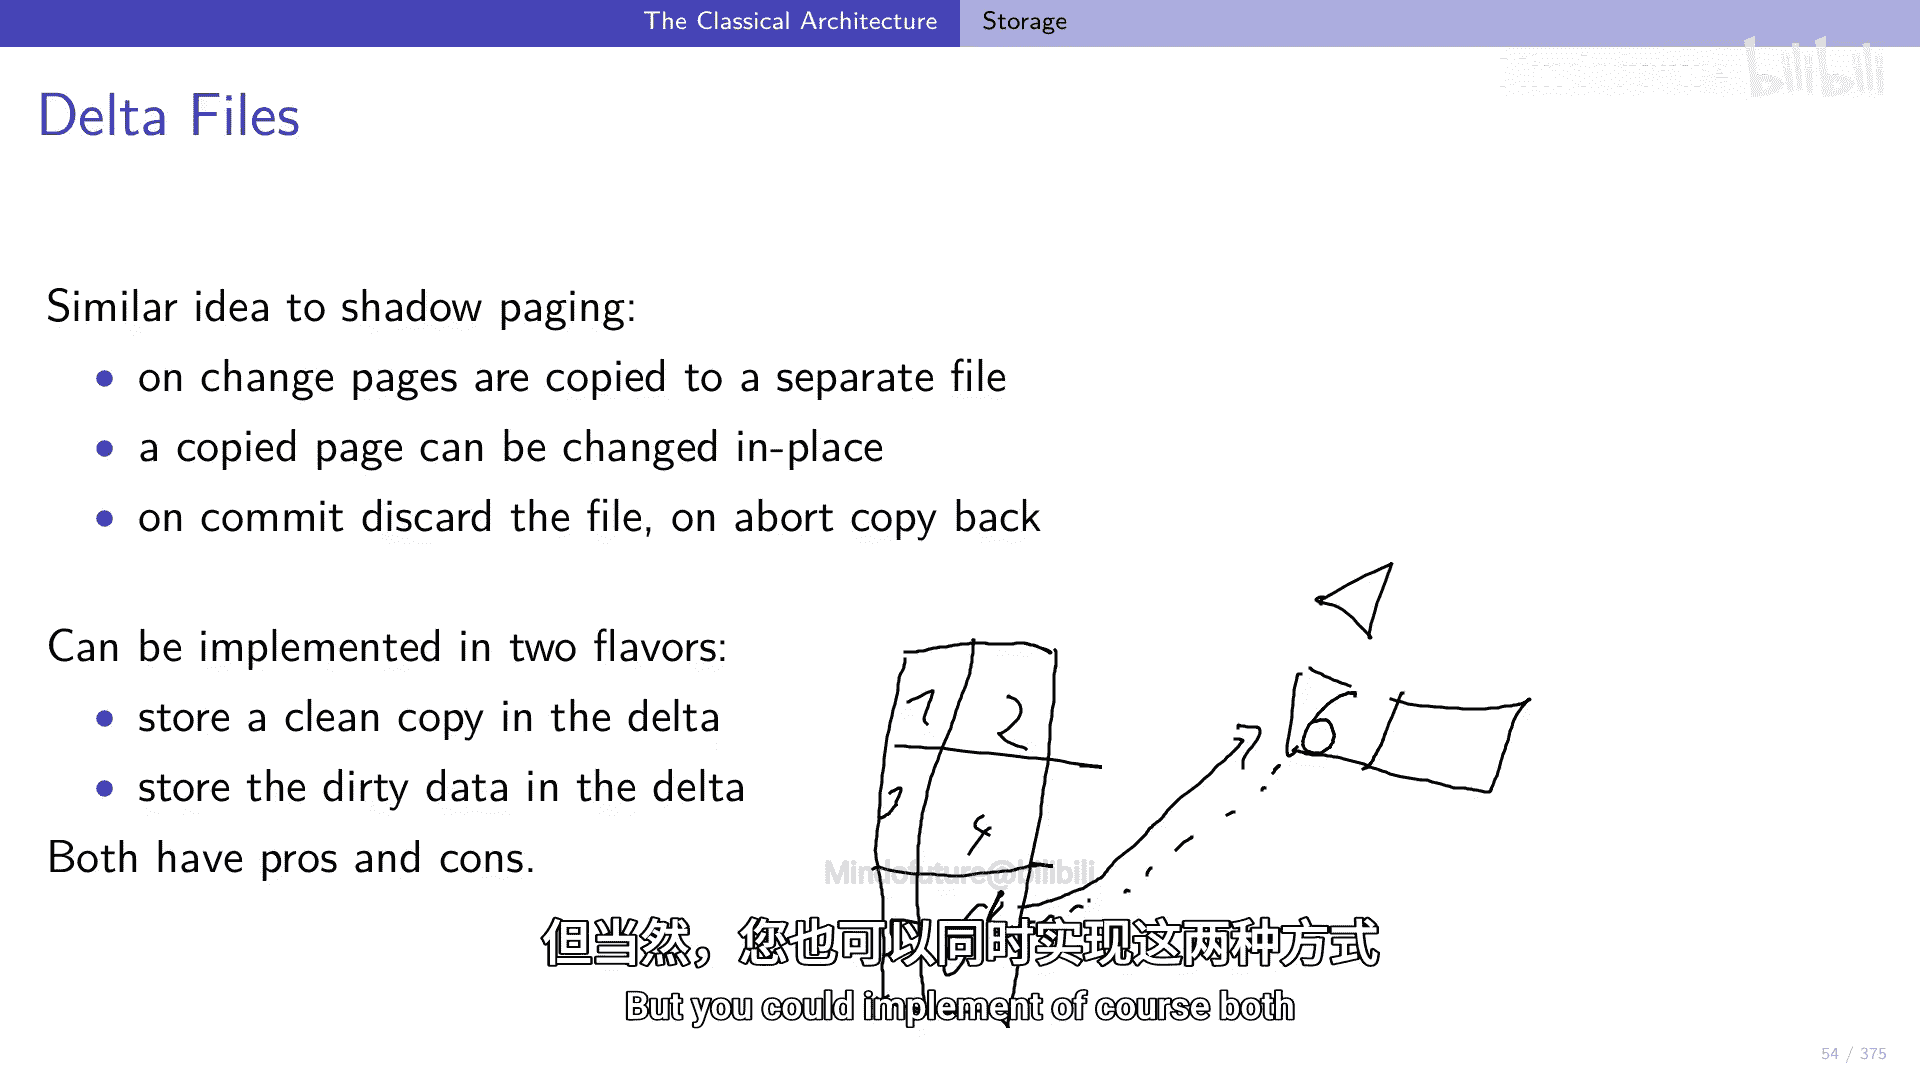 The Classical Architecture
Storage
bilibili
Delta Files
Similar idea to shadow paging:
• on change pages are copied to a separate file
• a copied page can be changed in-place
• on commit discard the file, on abort copy back
Can be implemented in two flavors:
• store a clean copy in the delta
• store the dirty data in the delta
Both have pros and cons.
1 2
6
4
Mindofuture@bilibili
但当然，您也可以同时实现这两种方式
But you could implement of course both
54 / 375